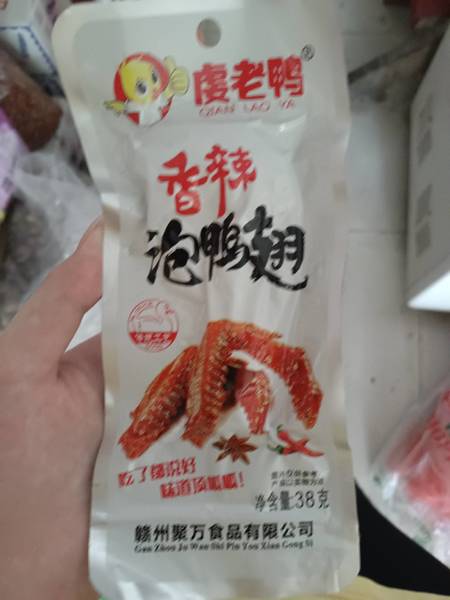 虔老鸭®
QIAN LAO YA
香辣
泡鸭翅
吃了都说好
味道顶呱呱!
净含量:38克
赣州聚万食品有限公司
Gan Zhou Ju Wan Shi Pin You Xian Gong Si